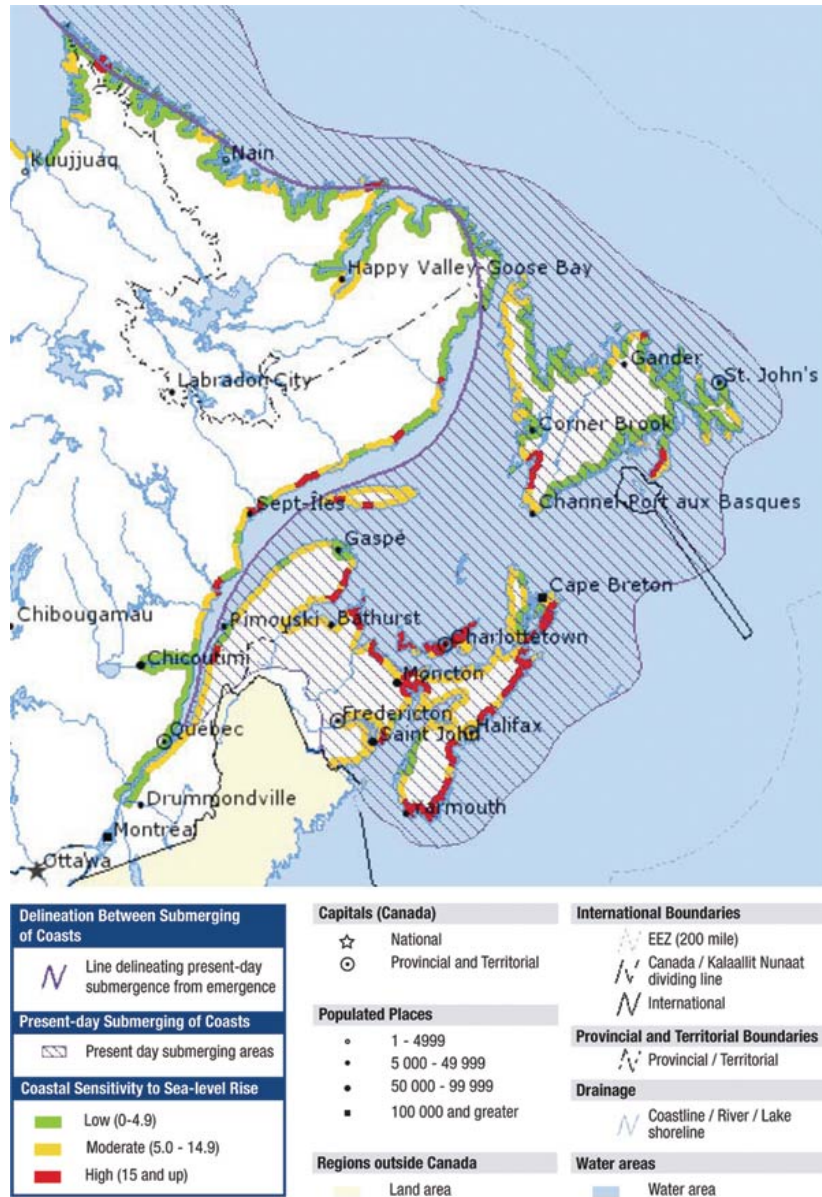 Kuujjuaq
Nain
Happy Valley-Goose Bay
Labrador City
Gander
St. John's
Corner Brook
Sept-Îles
Channel-Port aux Basques
Gaspé
Cape Breton
Chibougamau
Rimouski
Bathurst
Charlottetown
Chicoutimi
Moncton
Fredericton
Québec
Saint John
Halifax
Drummondville
Yarmouth
Montréal
Ottawa
Delineation Between Submerging
of Coasts
Line delineating present-day
submergence from emergence
Present-day Submerging of Coasts
Present day submerging areas
Coastal Sensitivity to Sea-level Rise
Low (0-4.9)
Moderate (5.0 - 14.9)
High (15 and up)
Capitals (Canada)
National
Provincial and Territorial
Populated Places
1 - 4999
5 000 - 49 999
50 000 - 99 999
100 000 and greater
Regions outside Canada
Land area
International Boundaries
EEZ (200 mile)
Canada / Kalaallit Nunaat
dividing line
International
Provincial and Territorial Boundaries
Provincial / Territorial
Drainage
Coastline / River / Lake
shoreline
Water areas
Water area